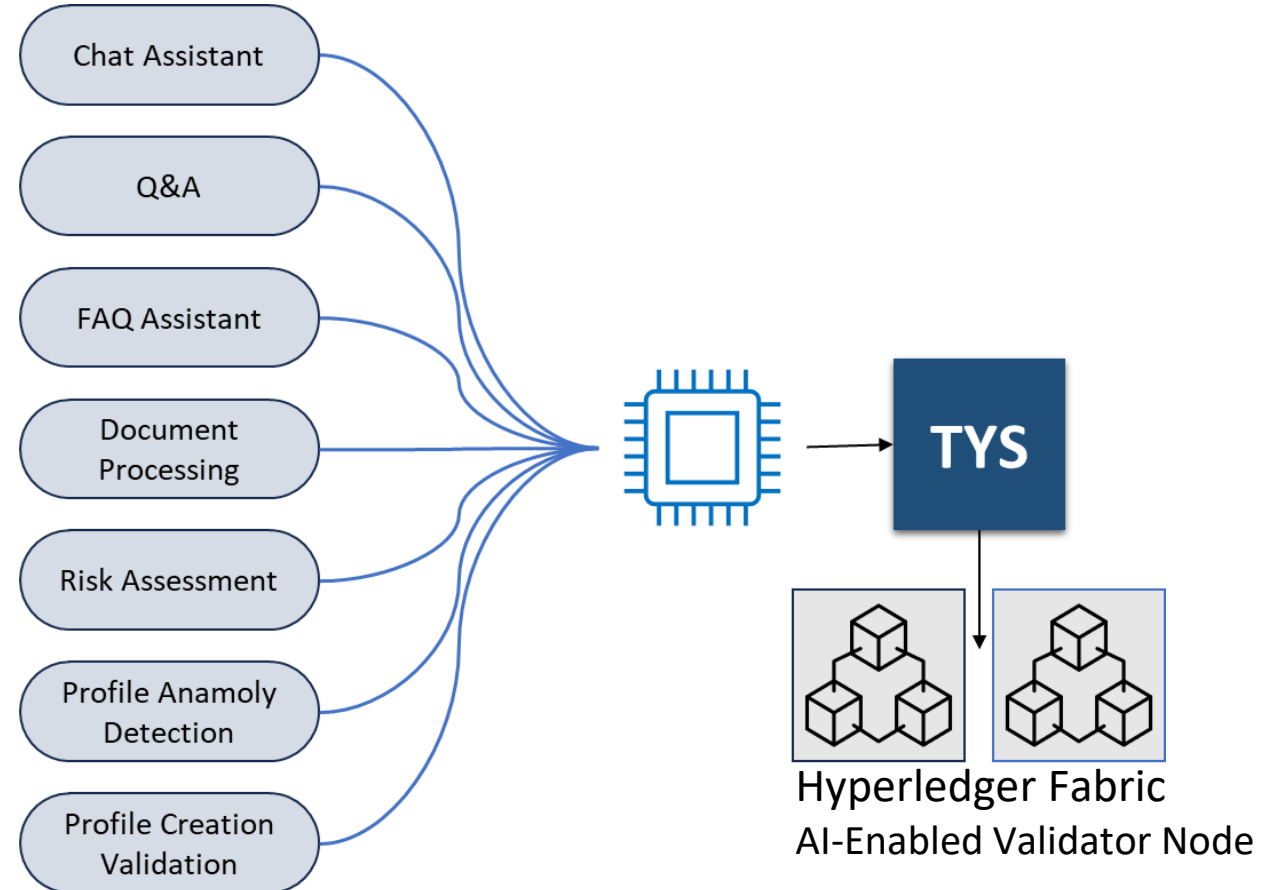 Chat Assistant
Q&A
FAQ Assistant
Document
Processing
Risk Assessment
Profile Anamoly
Detection
Profile Creation
Validation
TYS
Hyperledger Fabric
AI-Enabled Validator Node